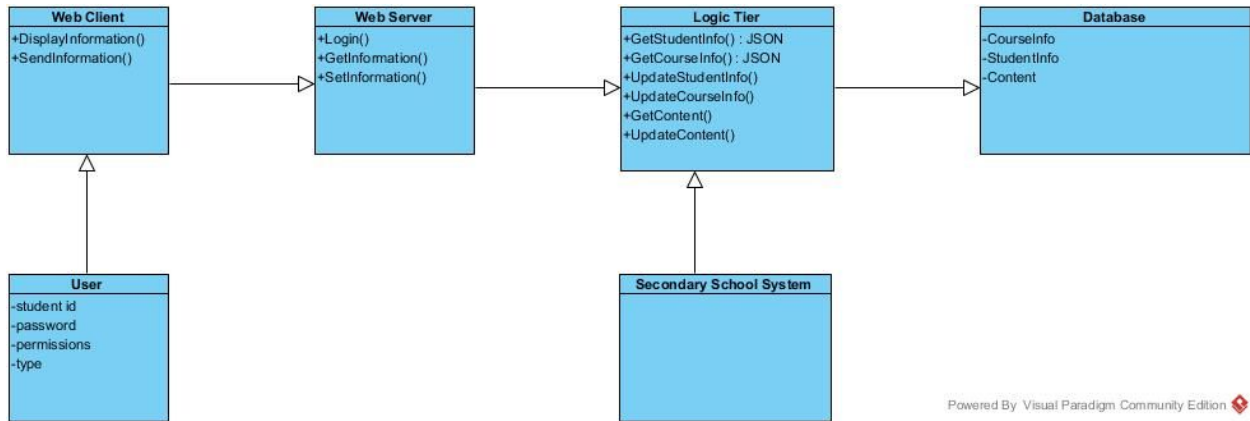 Web Client
+DisplayInformation()
+SendInformation()
Web Server
+Login()
+GetInformation()
+SetInformation()
Logic Tier
+GetStudentInfo() : JSON
+GetCourseInfo() : JSON
+UpdateStudentInfo()
+UpdateCourseInfo()
+GetContent()
+UpdateContent()
Database
-CourseInfo
-StudentInfo
-Content
User
-student id
-password
-permissions
-type
Secondary School System
Powered By Visual Paradigm Community Edition